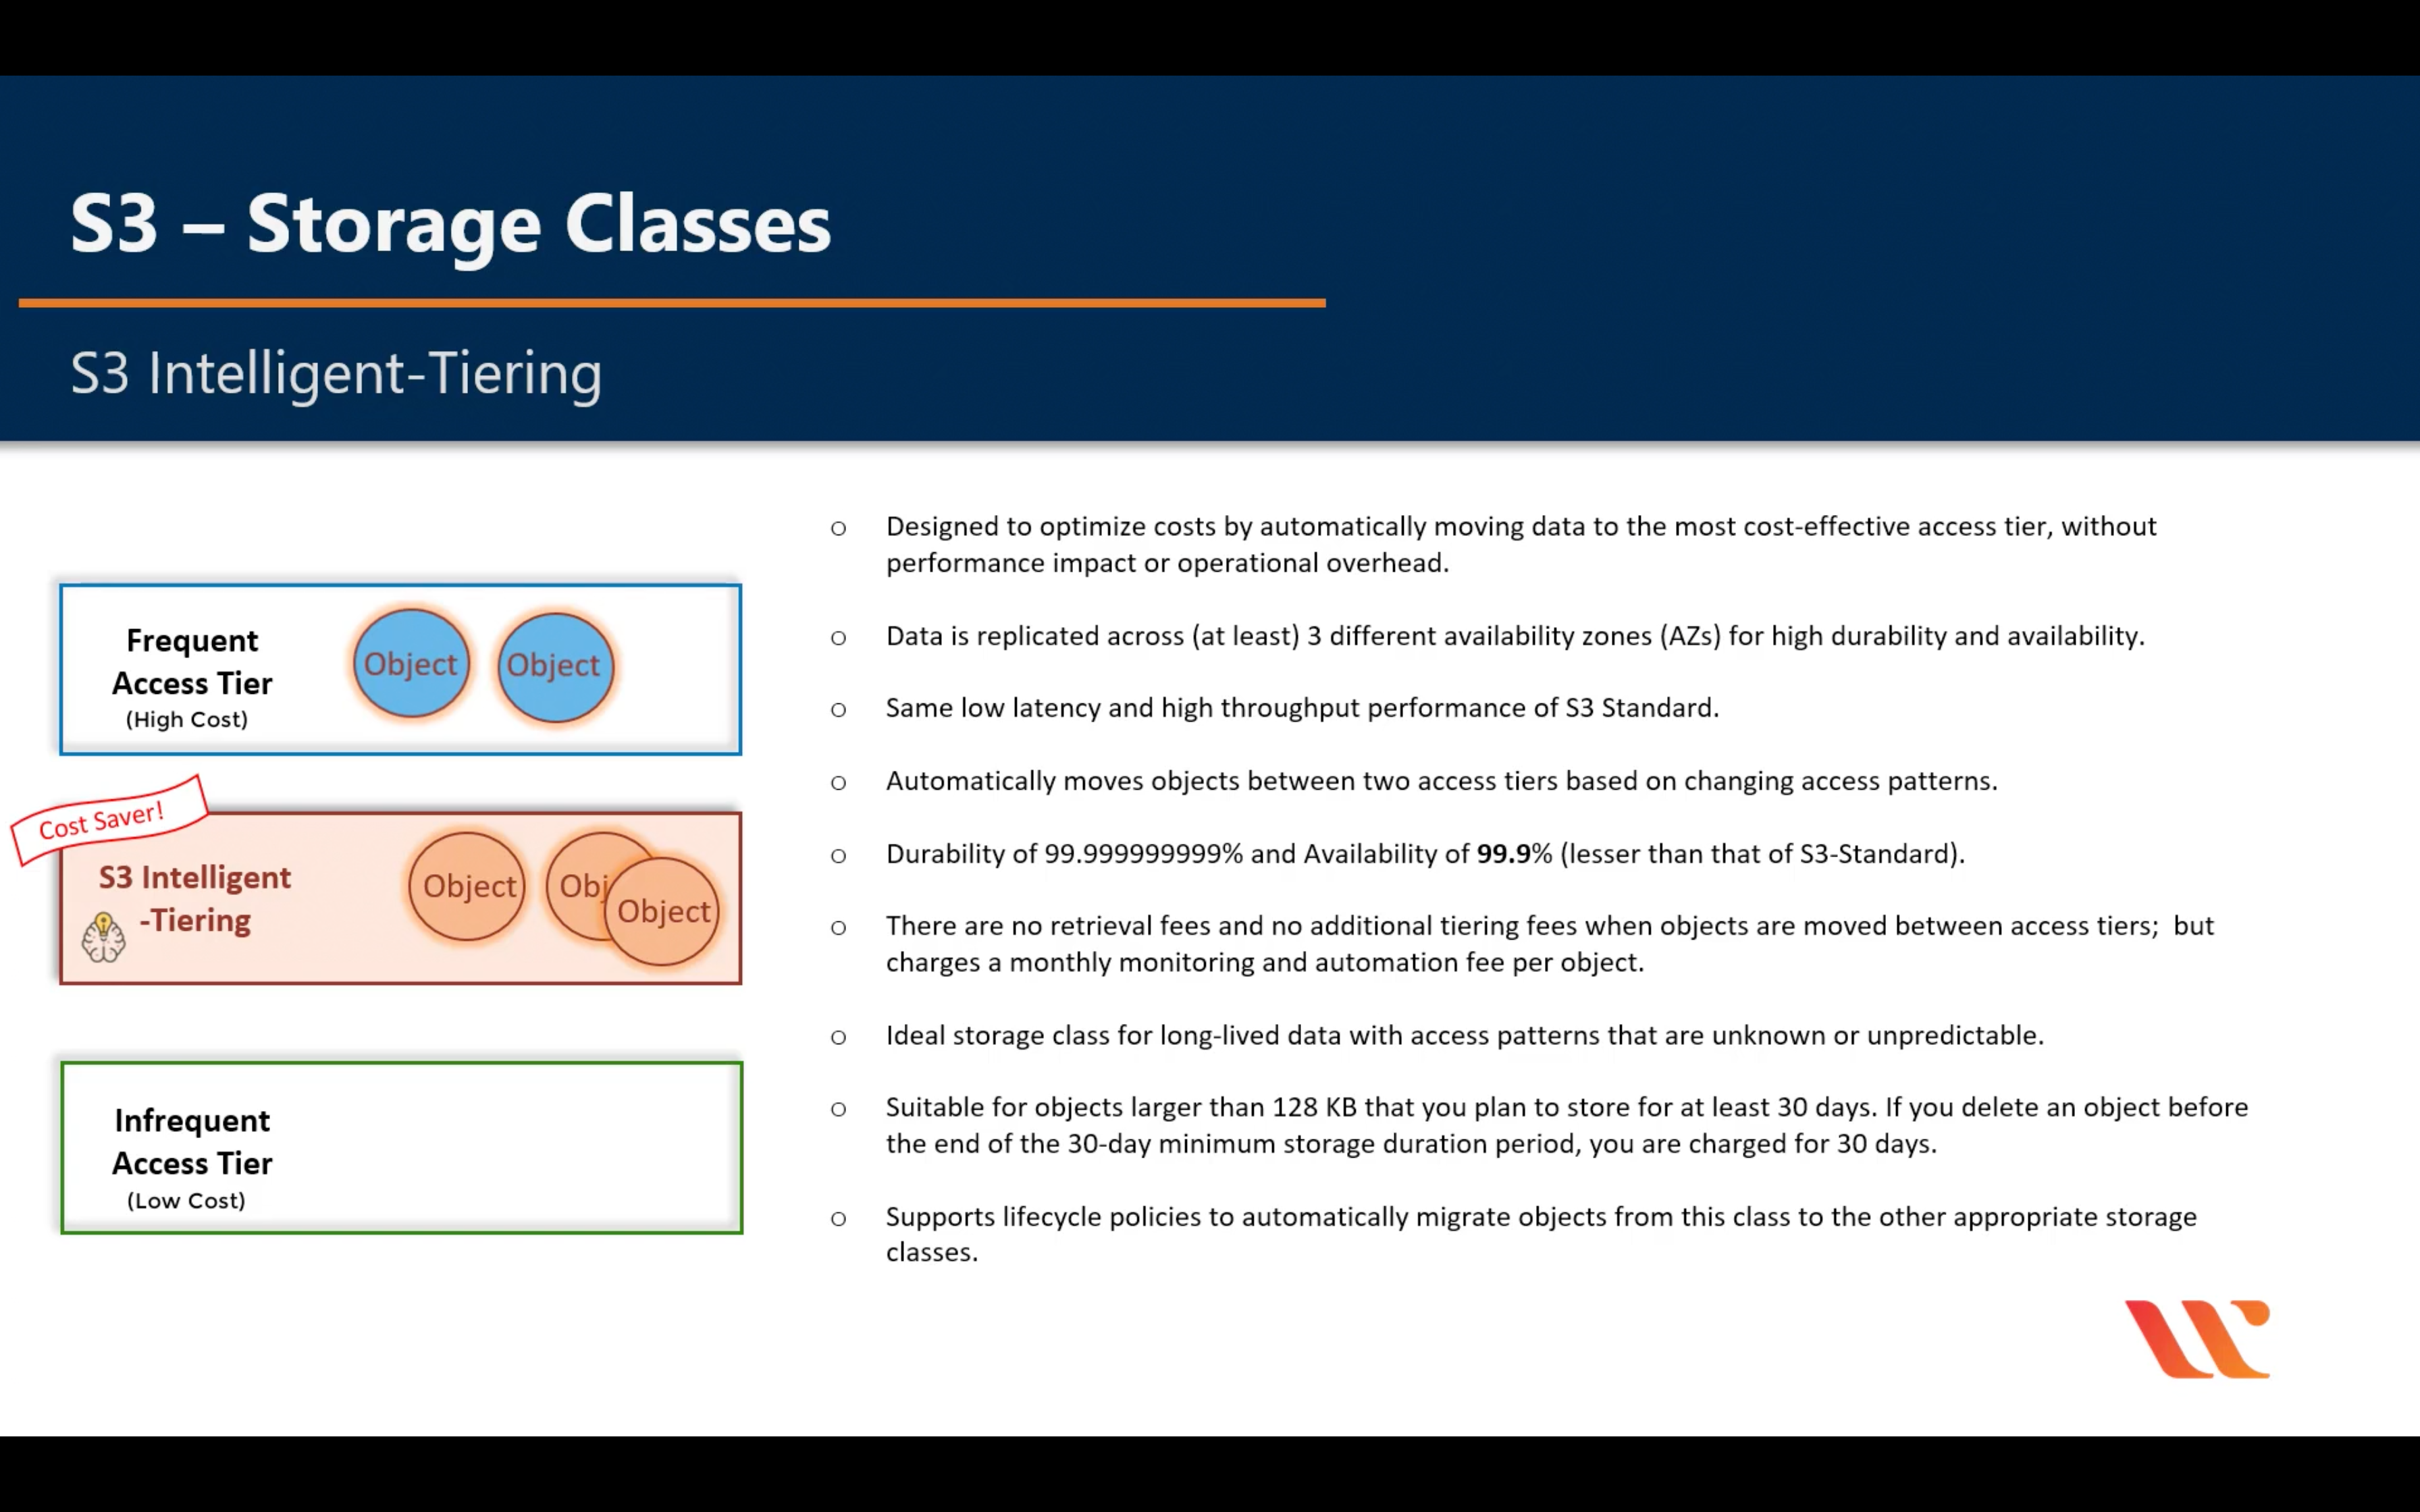 S3 – Storage Classes
S3 Intelligent-Tiering
Frequent
Access Tier
(High Cost)
Object
Object
Cost Saver!
S3 Intelligent
-Tiering
Object
Obj
Object
Infrequent
Access Tier
(Low Cost)
o Designed to optimize costs by automatically moving data to the most cost-effective access tier, without
performance impact or operational overhead.
o Data is replicated across (at least) 3 different availability zones (AZs) for high durability and availability.
o Same low latency and high throughput performance of S3 Standard.
o Automatically moves objects between two access tiers based on changing access patterns.
o Durability of 99.999999999% and Availability of 99.9% (lesser than that of S3-Standard).
o There are no retrieval fees and no additional tiering fees when objects are moved between access tiers; but
charges a monthly monitoring and automation fee per object.
o Ideal storage class for long-lived data with access patterns that are unknown or unpredictable.
o Suitable for objects larger than 128 KB that you plan to store for at least 30 days. If you delete an object before
the end of the 30-day minimum storage duration period, you are charged for 30 days.
o Supports lifecycle policies to automatically migrate objects from this class to the other appropriate storage
classes.